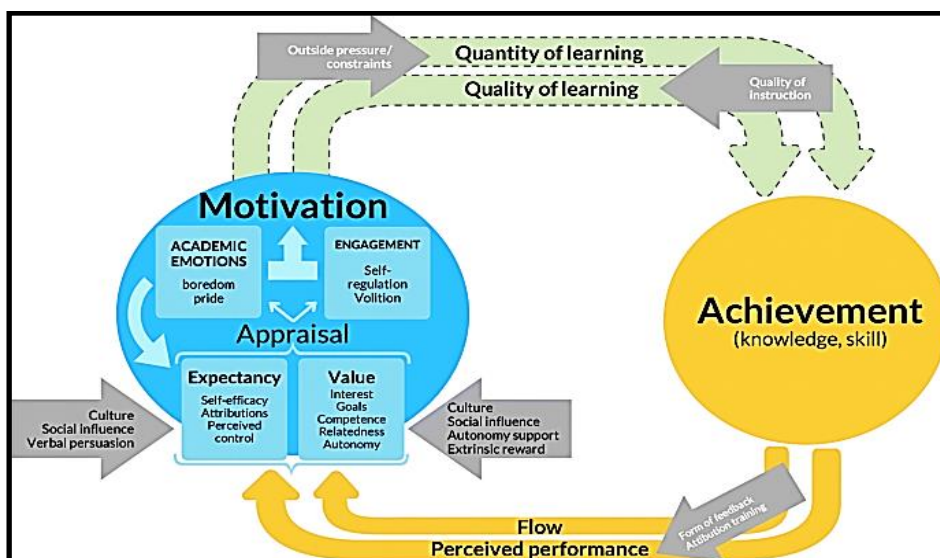 Outside pressure/
constraints
Quantity of learning
Quality of learning
Quality of
instruction
Motivation
ACADEMIC
EMOTIONS
boredom
pride
ENGAGEMENT
Self-
regulation
Volition
Appraisal
Expectancy
Self-efficacy
Attributions
Perceived
control
Value
Interest
Goals
Competence
Relatedness
Autonomy
Culture
Social influence
Verbal persuasion
Culture
Social influence
Autonomy support
Extrinsic reward
Achievement
(knowledge, skill)
Form of feedback
Attibution training
Flow
Perceived performance